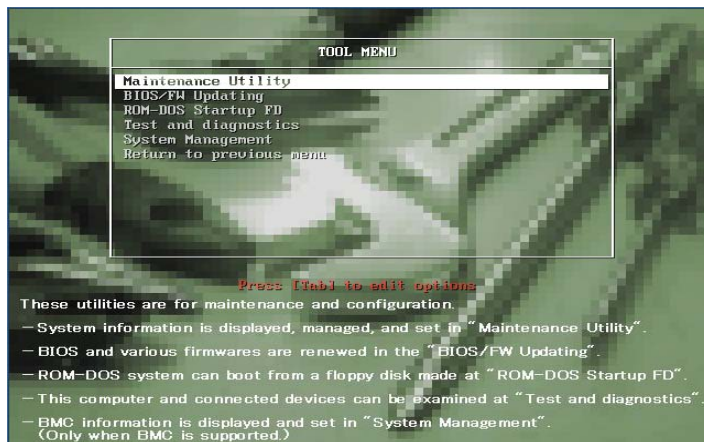 TOOL MENU
Maintenance Utility
BIOS/FW Updating
ROM-DOS Startup FD
Test and diagnostics
System Management
Return to previous menu
Press [Tab] to edit options
These utilities are for maintenance and configuration.
-System information is displayed, managed, and set in "Maintenance Utility".
-BIOS and various firmwares are renewed in the "BIOS/FW Updating".
-ROM-DOS system can boot from a floppy disk made at "ROM-DOS Startup FD".
-This computer and connected devices can be examined at "Test and diagnostics".
-BMC information is displayed and set in "System Management".
(Only when BMC is supported.)